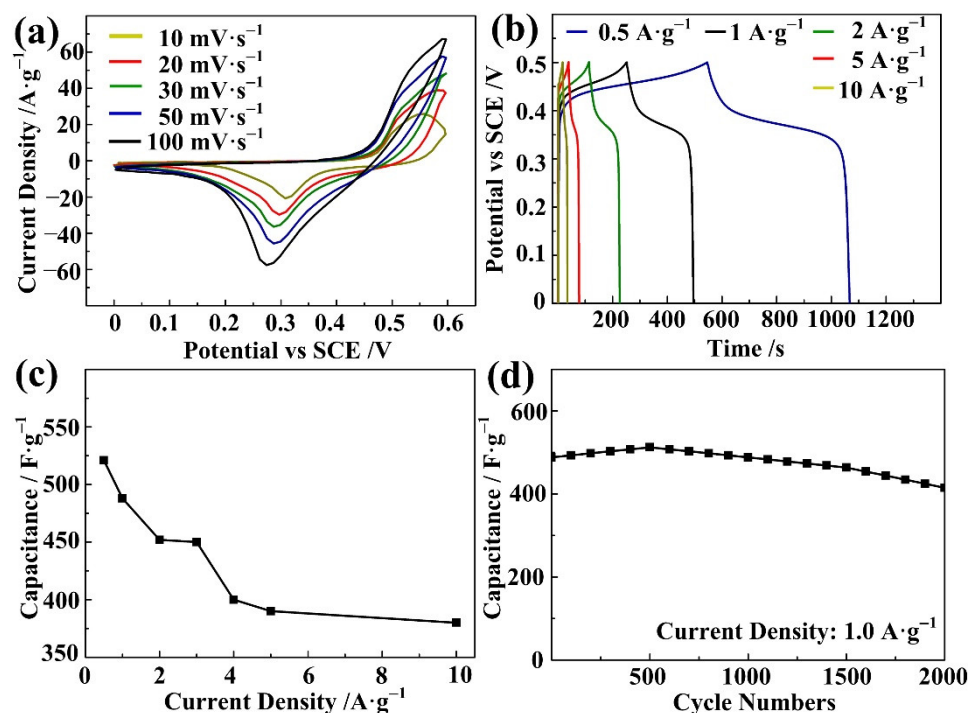 (a)
10 mV·s⁻¹
20 mV·s⁻¹
30 mV·s⁻¹
50 mV·s⁻¹
100 mV·s⁻¹
60
40
20
0
−20
−40
−60
Current Density /A·g⁻¹
0 0.1 0.2 0.3 0.4 0.5 0.6
Potential vs SCE /V
(b)
0.5 A·g⁻¹ 1 A·g⁻¹ 2 A·g⁻¹
5 A·g⁻¹
10 A·g⁻¹
0.5
0.4
0.3
0.2
0.1
0
Potential vs SCE /V
200 400 600 800 1000 1200
Time /s
(c)
550
500
450
400
350
Capacitance / F·g⁻¹
0 2 4 6 8 10
Current Density /A·g⁻¹
(d)
600
400
200
0
Capacitance / F·g⁻¹
Current Density: 1.0 A·g⁻¹
500 1000 1500 2000
Cycle Numbers